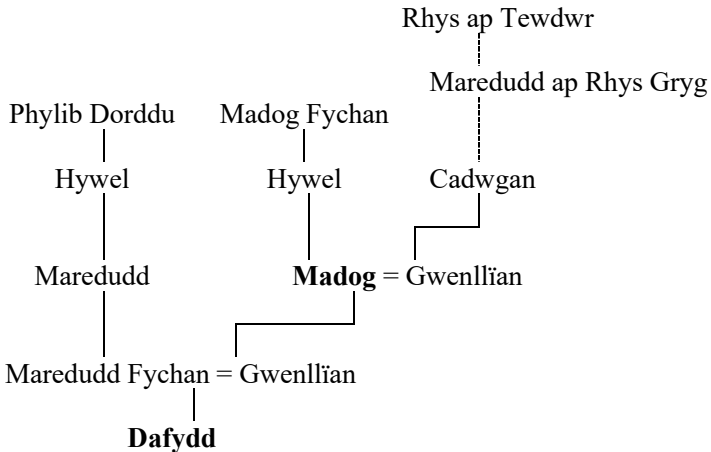 Rhys ap Tewdwr
Maredudd ap Rhys Gryg
Phylib Dorddu Madog Fychan
Hywel Hywel Cadwgan
Maredudd Madog = Gwenllïan
Maredudd Fychan = Gwenllïan
Dafydd